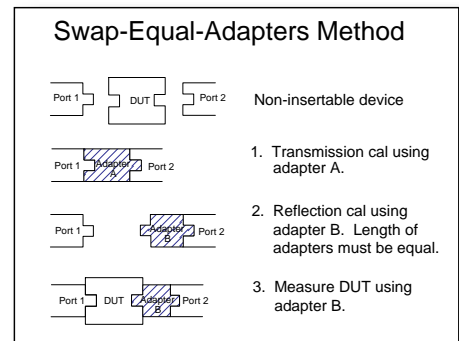 Swap-Equal-Adapters Method
Port 1 DUT Port 2 Non-insertable device
Port 1 Adapter A Port 2
1. Transmission cal using
adapter A.
Port 1 Adapter B Port 2
2. Reflection cal using
adapter B. Length of
adapters must be equal.
Port 1 DUT Adapter B Port 2
3. Measure DUT using
adapter B.